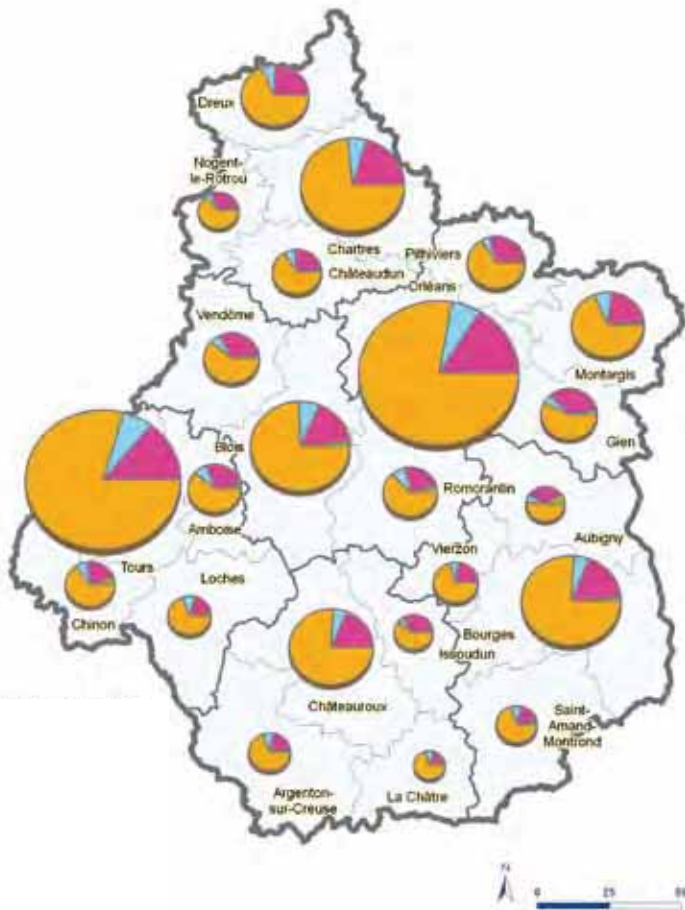 Dreux
Nogent-
le-Rotrou
Chartres
Châteaudun
Pithiviers
Orléans
Vendôme
Montargis
Gien
Blois
Romorantin
Amboise
Aubigny
Tours
Loches
Vierzon
Chinon
Bourges
Issoudun
Châteauroux
Saint-
Amand-
Montrond
Argenton-
sur-Creuse
La Châtre
N
0 25 50